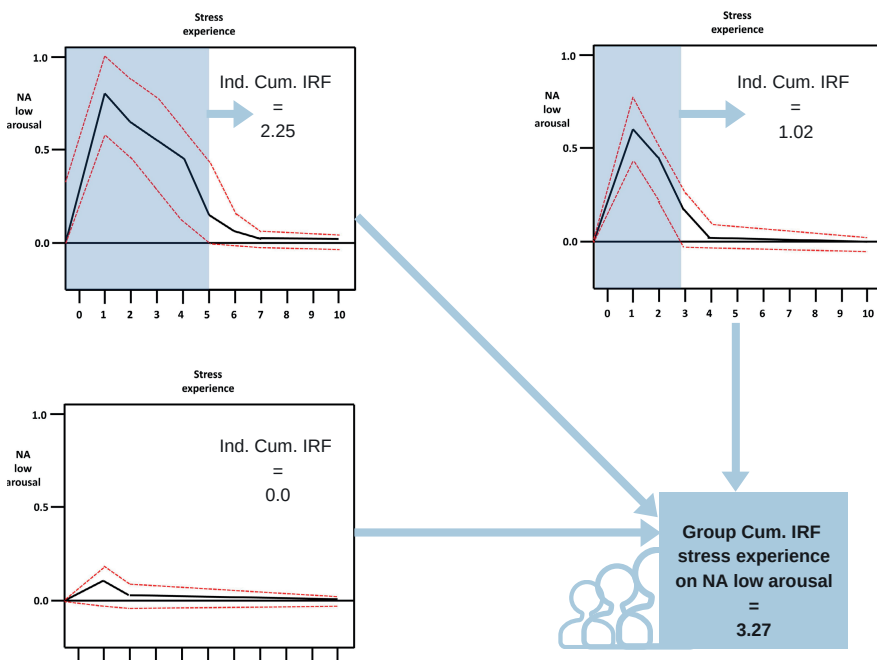 Stress
experience
1.0
NA
low
arousal
0.5
0.0
Ind. Cum. IRF
=
2.25
0 1 2 3 4 5 6 7 8 9 10
Stress
experience
1.0
NA
low
arousal
0.5
0.0
Ind. Cum. IRF
=
1.02
0 1 2 3 4 5 6 7 8 9 10
Stress
experience
1.0
NA
low
arousal
0.5
0.0
Ind. Cum. IRF
=
0.0
Group Cum. IRF
stress experience
on NA low arousal
=
3.27